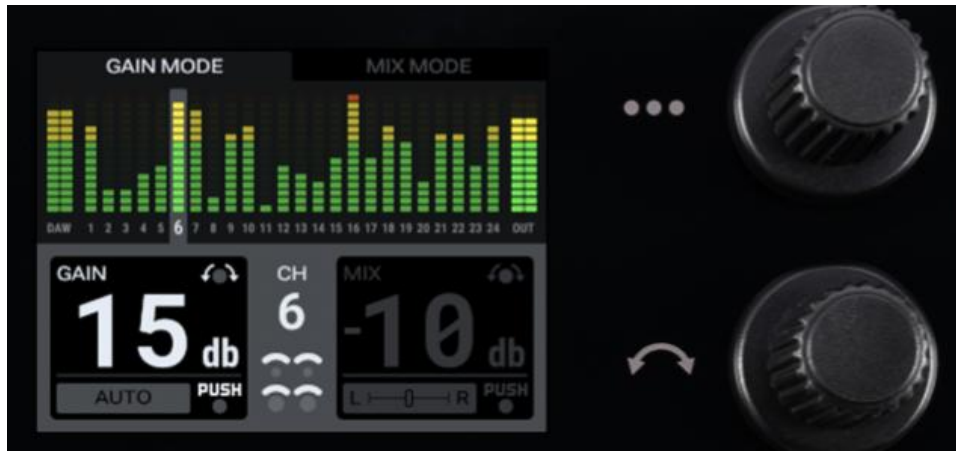 GAIN MODE MIX MODE
DAW 1 2 3 4 5 6 7 8 9 10 11 12 13 14 15 16 17 18 19 20 21 22 23 24 OUT
GAIN CH MIX
15 db 6 -10 db
AUTO PUSH L R PUSH